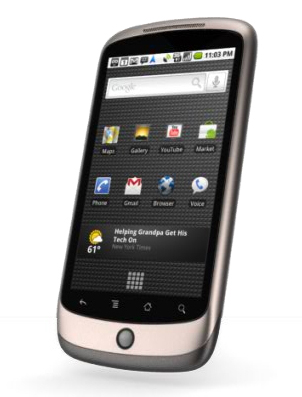 11:03 PM
Google
Maps Gallery YouTube Market
Phone Gmail Browser Voice
Helping Grandpa Get His
Tech On
New York Times
61°